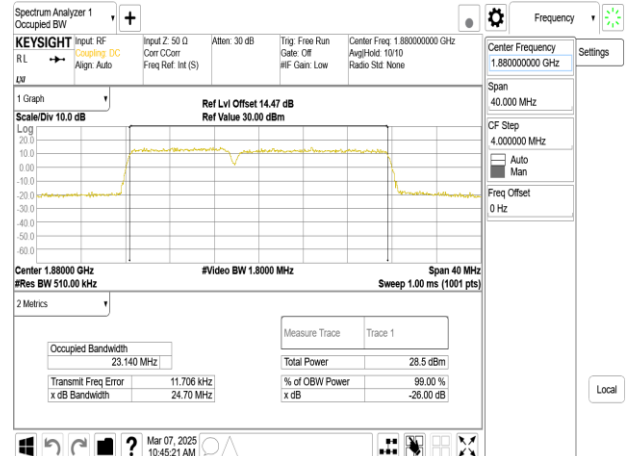 Spectrum Analyzer 1
Occupied BW
Frequency
KEYSIGHT
Input: RF
Coupling: DC
Align: Auto
Input Z: 50 Ω
Corr CCorr
Freq Ref: Int (S)
Atten: 30 dB
Trig: Free Run
Gate: Off
#IF Gain: Low
Center Freq: 1.880000000 GHz
Avg|Hold: 10/10
Radio Std: None
RL
LXI
Center Frequency
1.880000000 GHz
Settings
Span
40.000 MHz
CF Step
4.000000 MHz
Auto
Man
Freq Offset
0 Hz
Local
1 Graph
Scale/Div 10.0 dB
Ref Lvl Offset 14.47 dB
Ref Value 30.00 dBm
Log
20.0
10.0
0.00
-10.0
-20.0
-30.0
-40.0
-50.0
-60.0
Center 1.88000 GHz
#Video BW 1.8000 MHz
Span 40 MHz
#Res BW 510.00 kHz
Sweep 1.00 ms (1001 pts)
2 Metrics
Measure Trace
Trace 1
Occupied Bandwidth
23.140 MHz
Total Power
28.5 dBm
Transmit Freq Error
11.706 kHz
% of OBW Power
99.00 %
x dB Bandwidth
24.70 MHz
x dB
-26.00 dB
?
Mar 07, 2025
10:45:21 AM